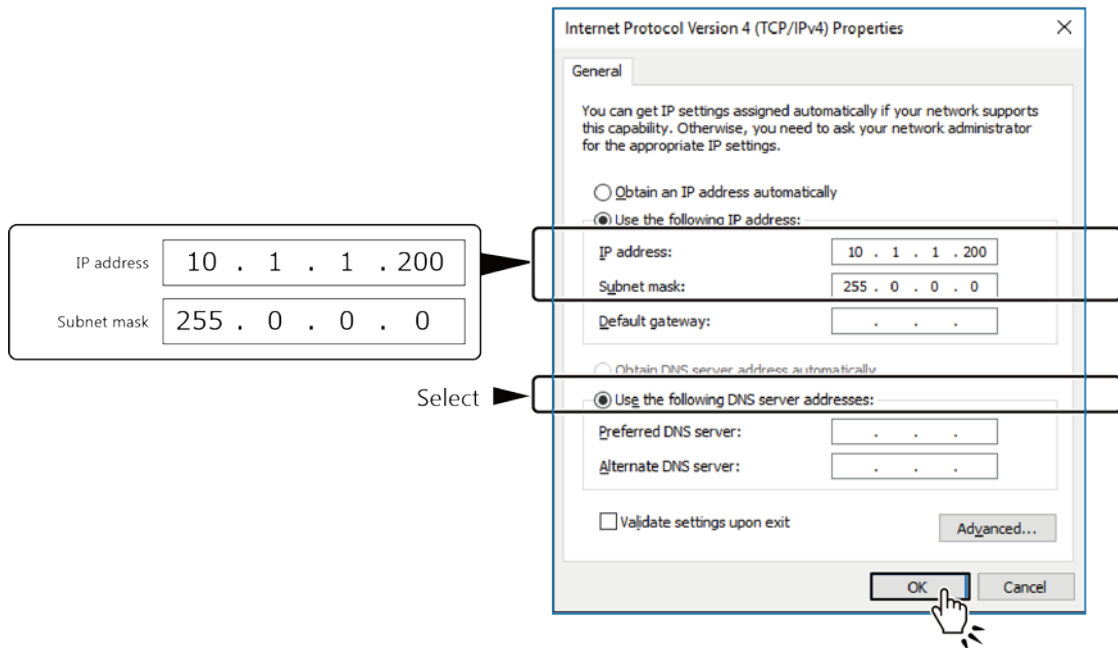 Internet Protocol Version 4 (TCP/IPv4) Properties
General
You can get IP settings assigned automatically if your network supports
this capability. Otherwise, you need to ask your network administrator
for the appropriate IP settings.
Obtain an IP address automatically
Use the following IP address:
IP address: 10 . 1 . 1 . 200
Subnet mask: 255 . 0 . 0 . 0
Default gateway: . . .
IP address 10 . 1 . 1 . 200
Subnet mask 255 . 0 . 0 . 0
Obtain DNS server address automatically
Select
Use the following DNS server addresses:
Preferred DNS server: . . .
Alternate DNS server: . . .
Validate settings upon exit
Advanced...
OK Cancel